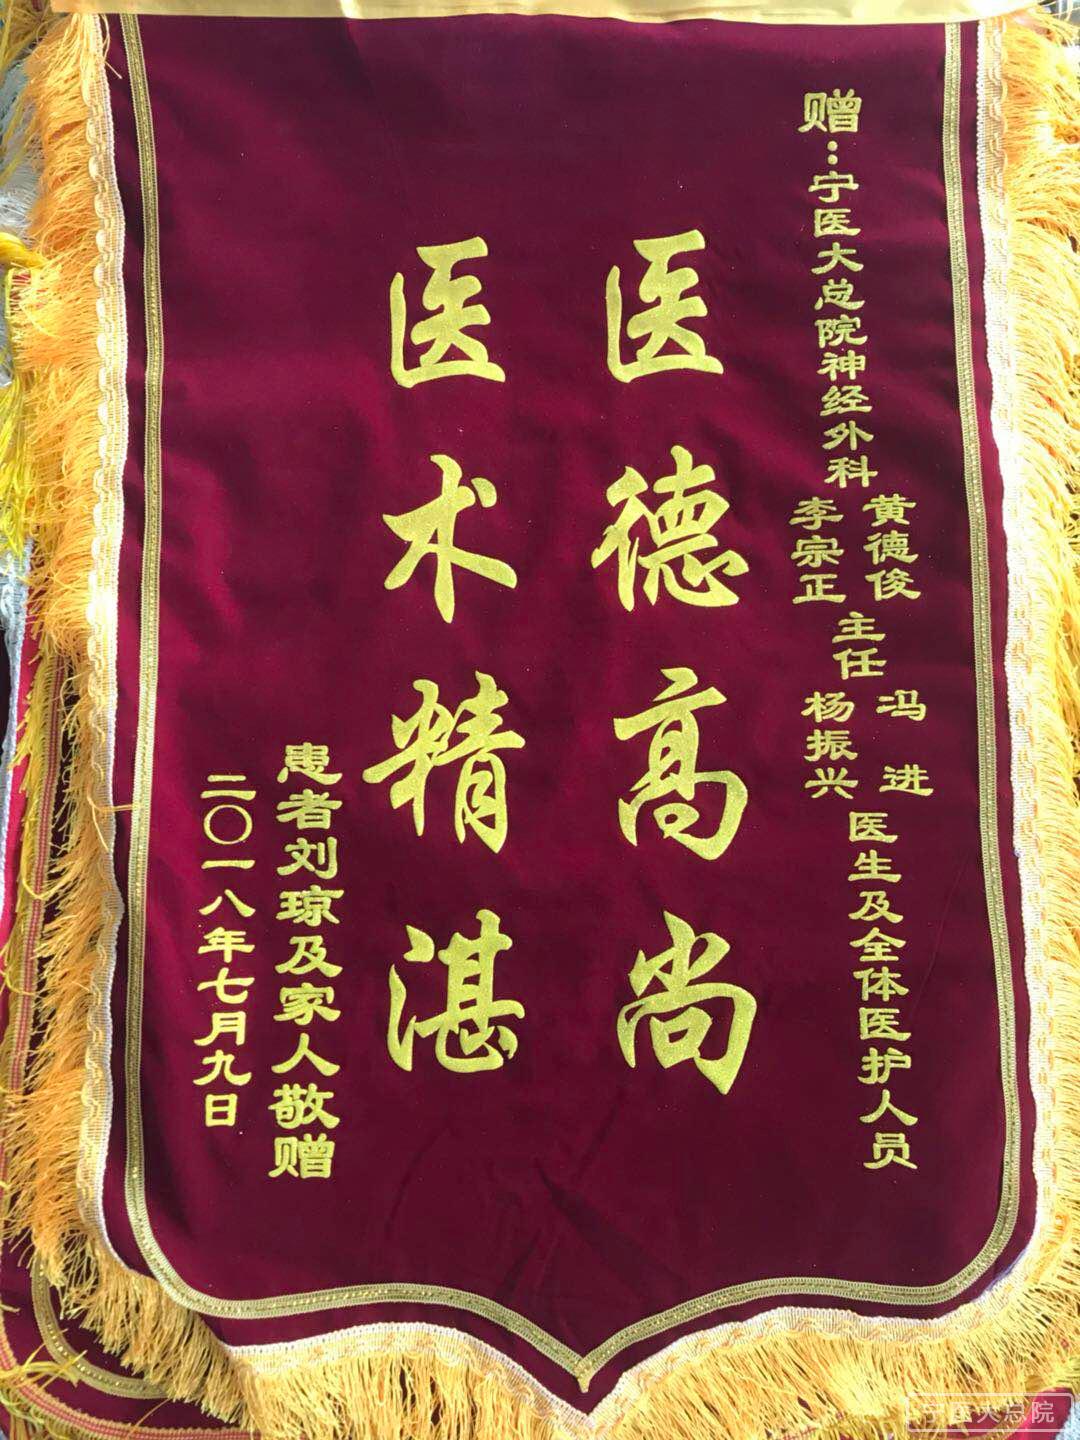 赠：宁医大总院神经外科
黄德俊
李宗正
主任
冯进
杨振兴
医生及全体医护人员
医德高尚
医术精湛
患者刘琼及家人敬赠
二〇一八年七月九日
宁医大总院